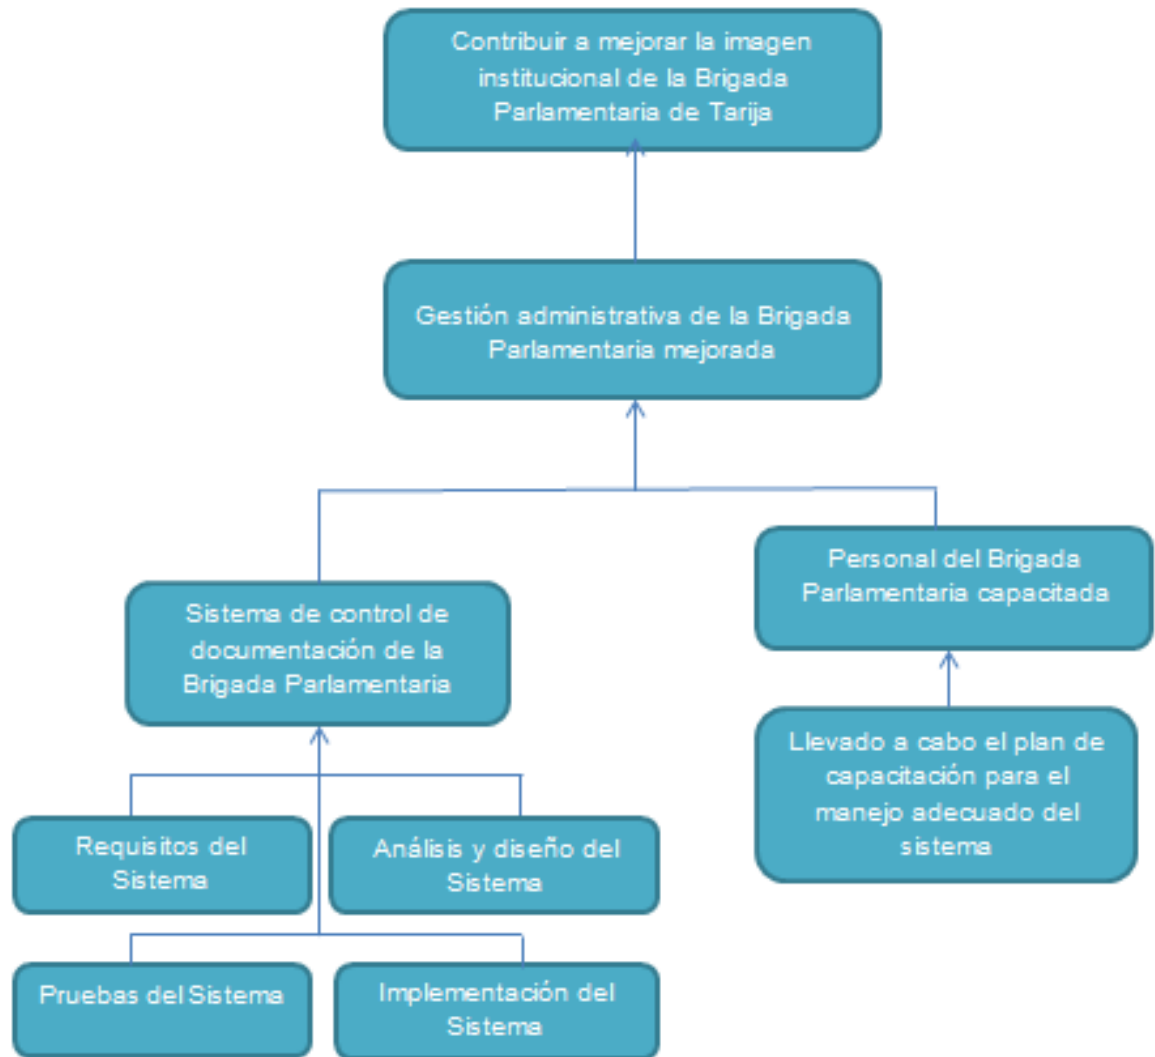 Contribuir a mejorar la imagen
institucional de la Brigada
Parlamentaria de Tarija
Gestión administrativa de la Brigada
Parlamentaria mejorada
Personal del Brigada
Parlamentaria capacitada
Sistema de control de
documentación de la
Brigada Parlamentaria
Llevado a cabo el plan de
capacitación para el
manejo adecuado del
sistema
Requisitos del
Sistema
Análisis y diseño del
Sistema
Pruebas del Sistema
Implementación del
Sistema